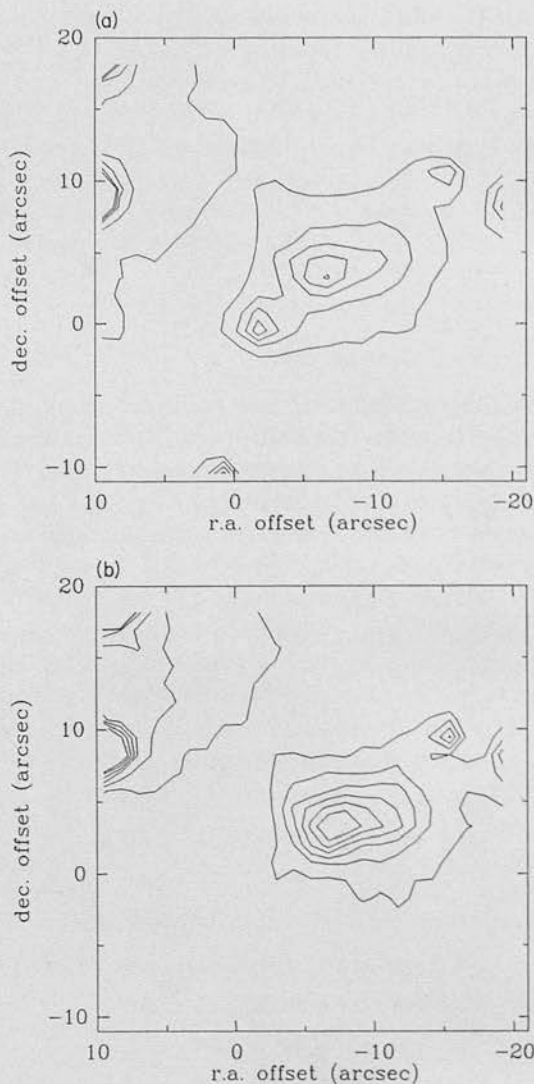 (a)
20
10
0
−10
dec. offset (arcsec)
10 0 −10 −20
r.a. offset (arcsec)
(b)
20
10
0
−10
dec. offset (arcsec)
10 0 −10 −20
r.a. offset (arcsec)